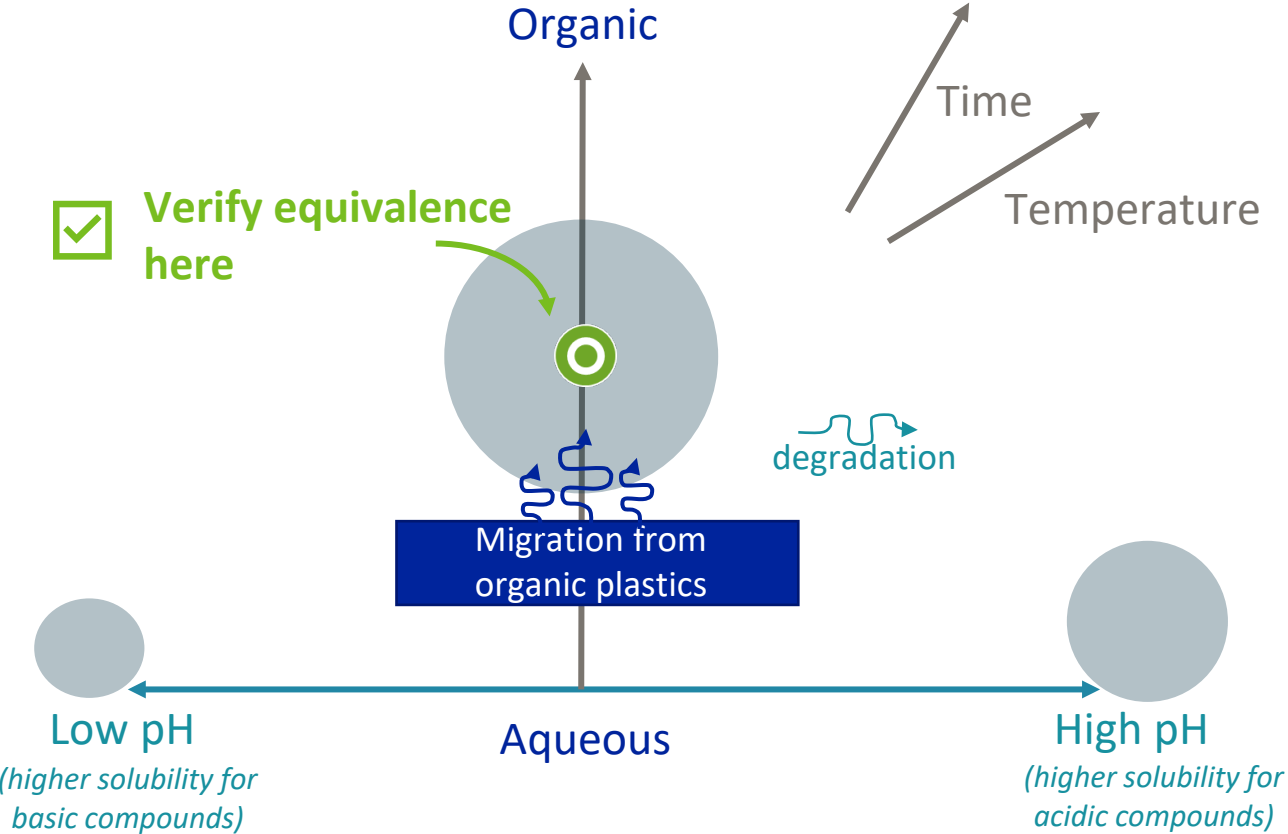 Organic
Time
Temperature
Verify equivalence
here
degradation
Migration from
organic plastics
Low pH
(higher solubility for
basic compounds)
Aqueous
High pH
(higher solubility for
acidic compounds)